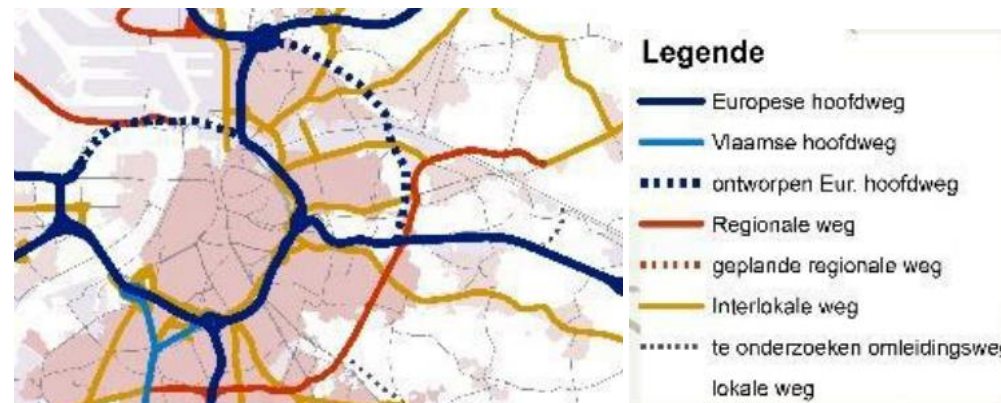 Legende
Europese hoofdweg
Vlaamse hoofdweg
ontworpen Eur. hoofdweg
Regionale weg
geplande regionale weg
Interlokale weg
te onderzoeken omleidingsweg
lokale weg